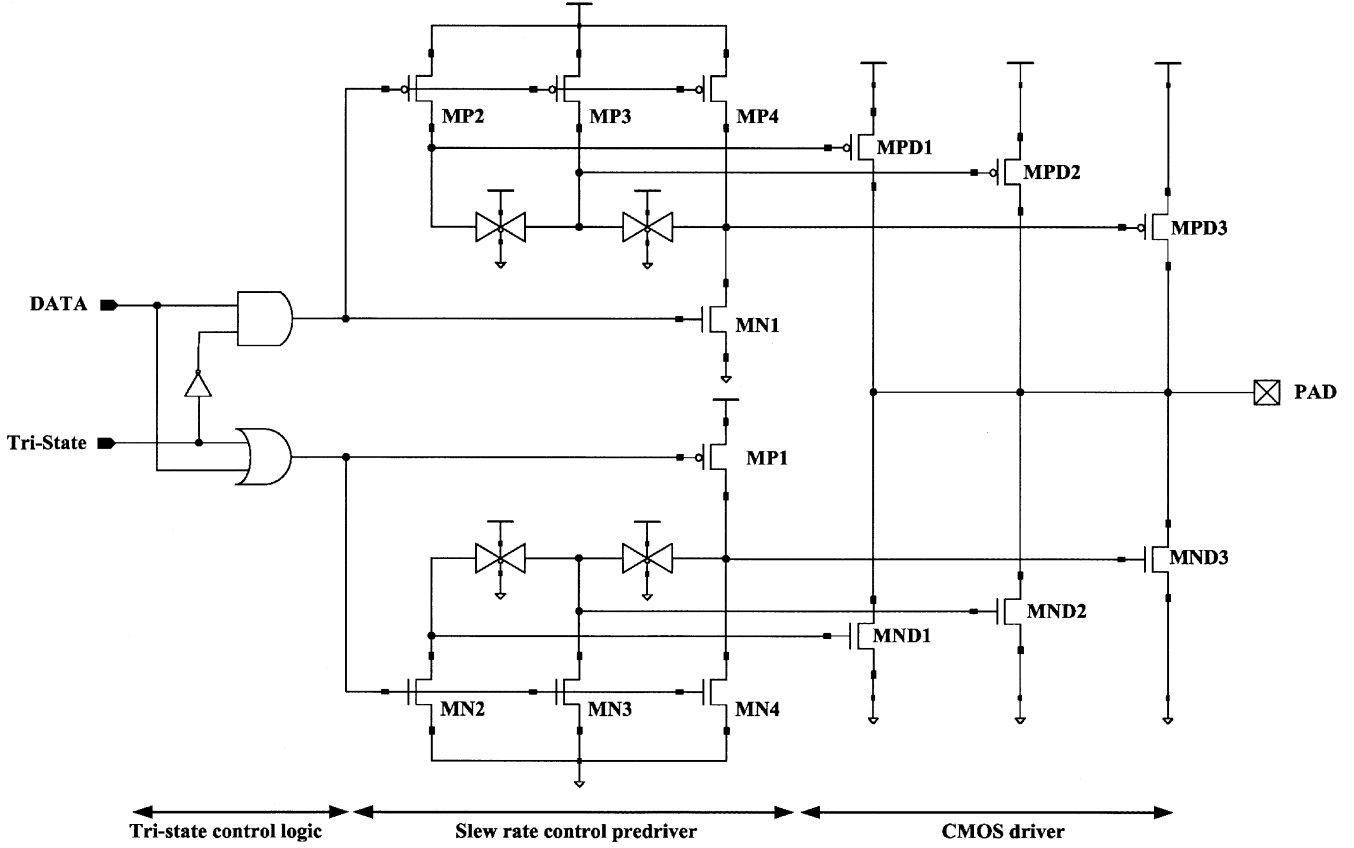 MP2
MP3
MP4
MPD1
MPD2
MPD3
DATA
MN1
PAD
Tri-State
MP1
MND3
MND2
MND1
MN2
MN3
MN4
Tri-state control logic
Slew rate control predriver
CMOS driver